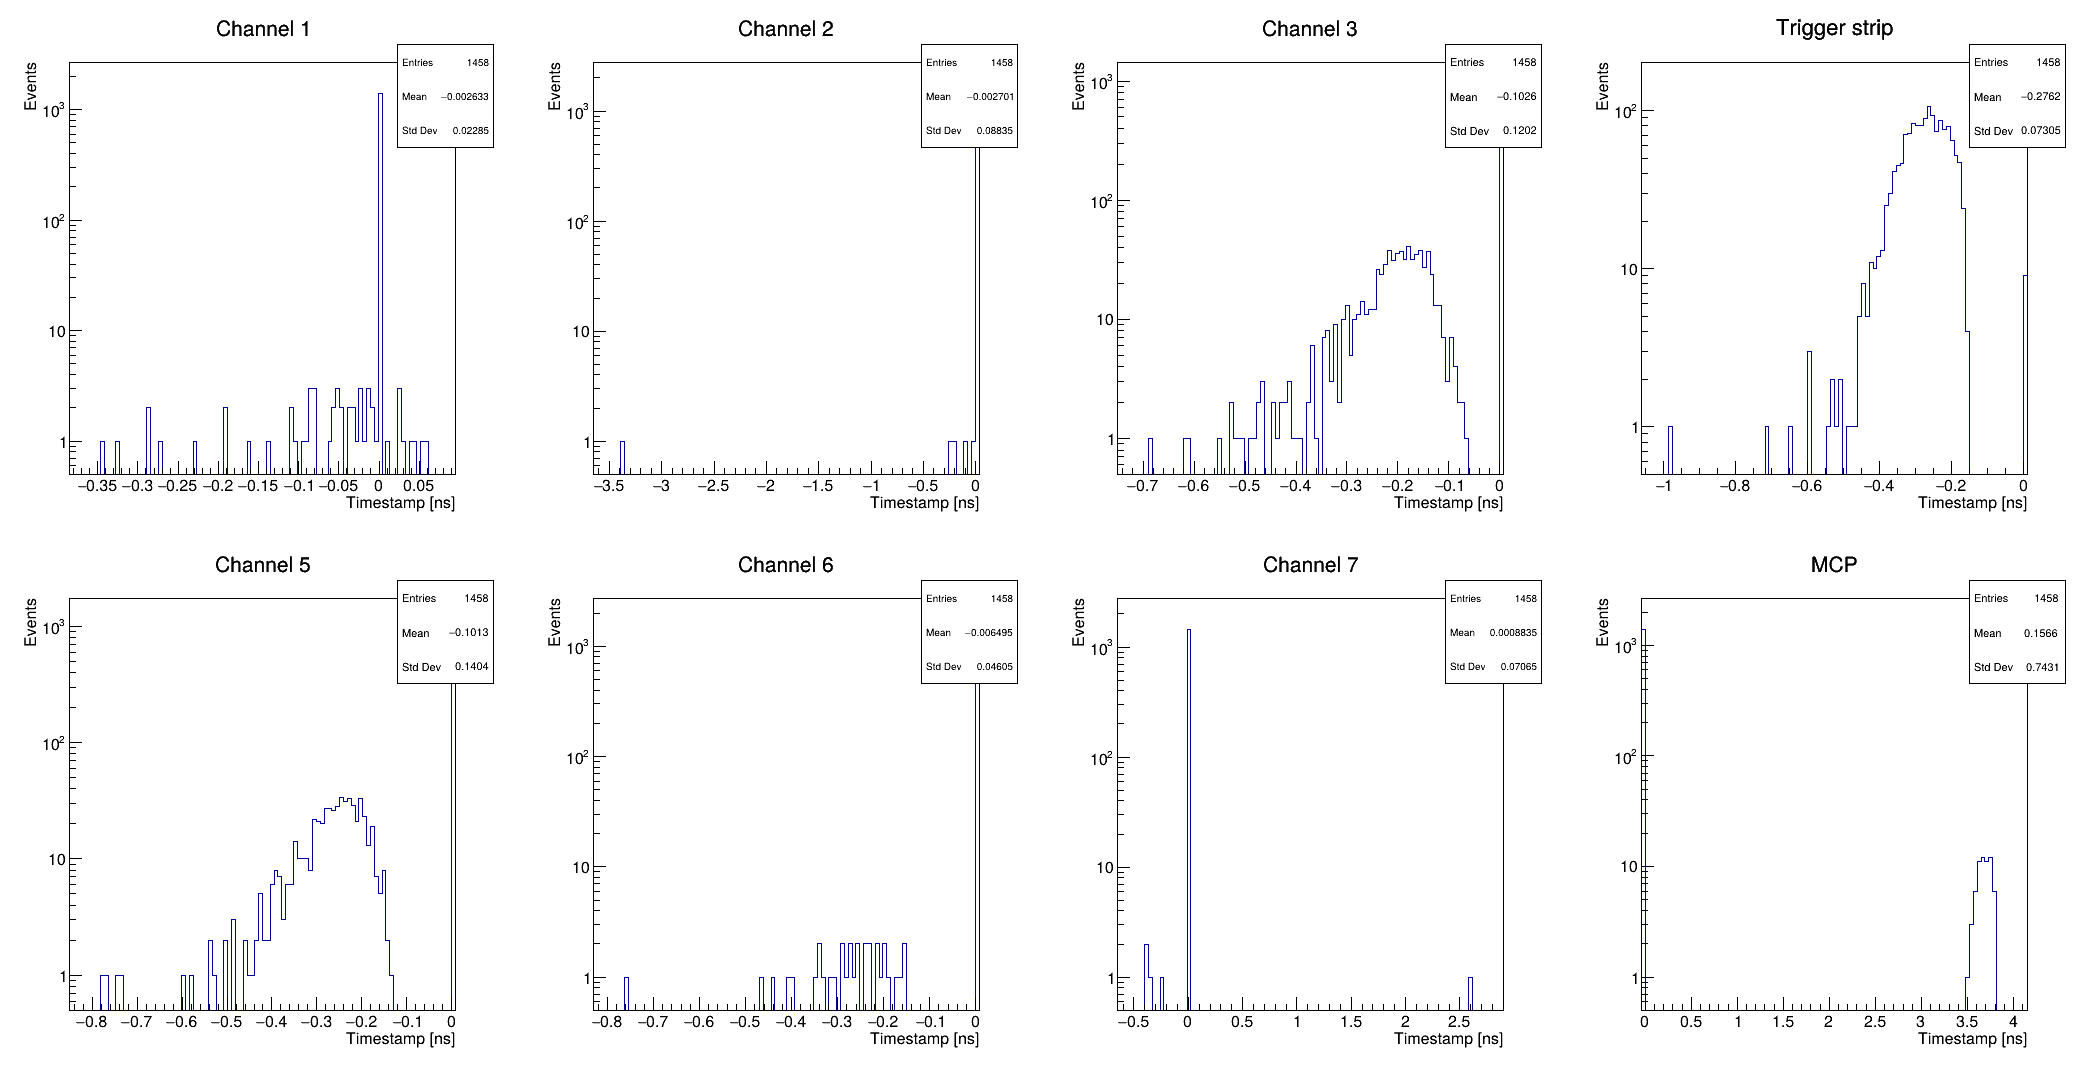 Channel 1
Events
Entries 1458
Mean −0.002633
Std Dev 0.02285
10³
10²
10
1
−0.35 −0.3 −0.25 −0.2 −0.15 −0.1 −0.05 0 0.05
Timestamp [ns]
Channel 2
Events
Entries 1458
Mean −0.002701
Std Dev 0.08835
10³
10²
10
1
−3.5 −3 −2.5 −2 −1.5 −1 −0.5 0
Timestamp [ns]
Channel 3
Events
Entries 1458
Mean −0.1026
Std Dev 0.1202
10³
10²
10
1
−0.7 −0.6 −0.5 −0.4 −0.3 −0.2 −0.1 0
Timestamp [ns]
Trigger strip
Events
Entries 1458
Mean −0.2762
Std Dev 0.07305
10²
10
1
−1 −0.8 −0.6 −0.4 −0.2 0
Timestamp [ns]
Channel 5
Events
Entries 1458
Mean −0.1013
Std Dev 0.1404
10³
10²
10
1
−0.8 −0.7 −0.6 −0.5 −0.4 −0.3 −0.2 −0.1 0
Timestamp [ns]
Channel 6
Events
Entries 1458
Mean −0.006495
Std Dev 0.04605
10³
10²
10
1
−0.8 −0.7 −0.6 −0.5 −0.4 −0.3 −0.2 −0.1 0
Timestamp [ns]
Channel 7
Events
Entries 1458
Mean 0.0008835
Std Dev 0.07065
10³
10²
10
1
−0.5 0 0.5 1 1.5 2 2.5
Timestamp [ns]
MCP
Events
Entries 1458
Mean 0.1566
Std Dev 0.7431
10³
10²
10
1
0 0.5 1 1.5 2 2.5 3 3.5 4
Timestamp [ns]